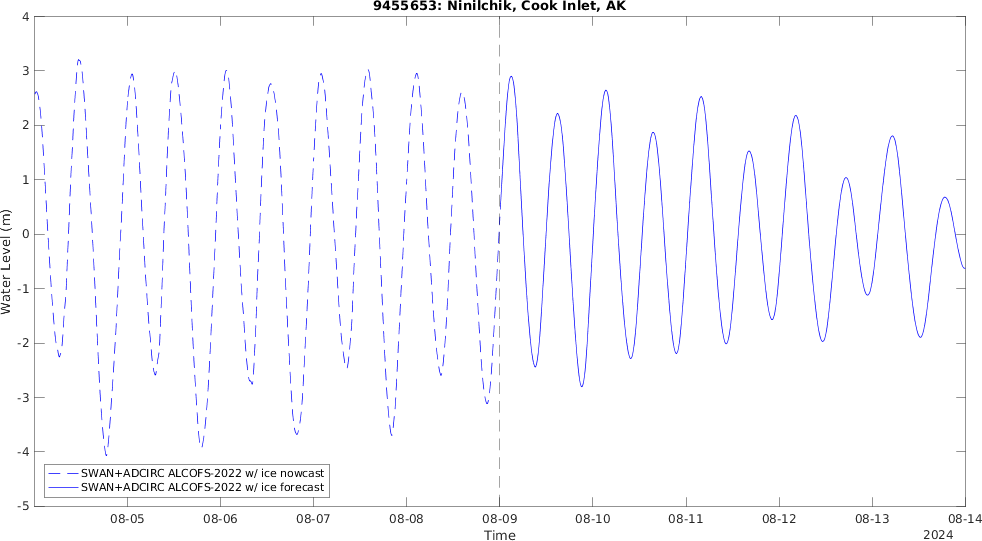 9455653: Ninilchik, Cook Inlet, AK
4
3
2
1
0
-1
-2
-3
-4
-5
Water Level (m)
SWAN+ADCIRC ALCOFS-2022 w/ ice nowcast
SWAN+ADCIRC ALCOFS-2022 w/ ice forecast
08-05 08-06 08-07 08-08 08-09 08-10 08-11 08-12 08-13 08-14
Time
2024